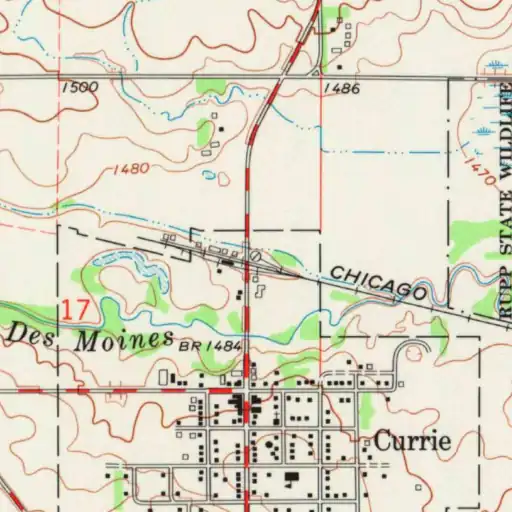 1500
1486
1480
1470
RUPP STATE WILDLIFE
CHICAGO
17
Des Moines
BR 1484
Currie